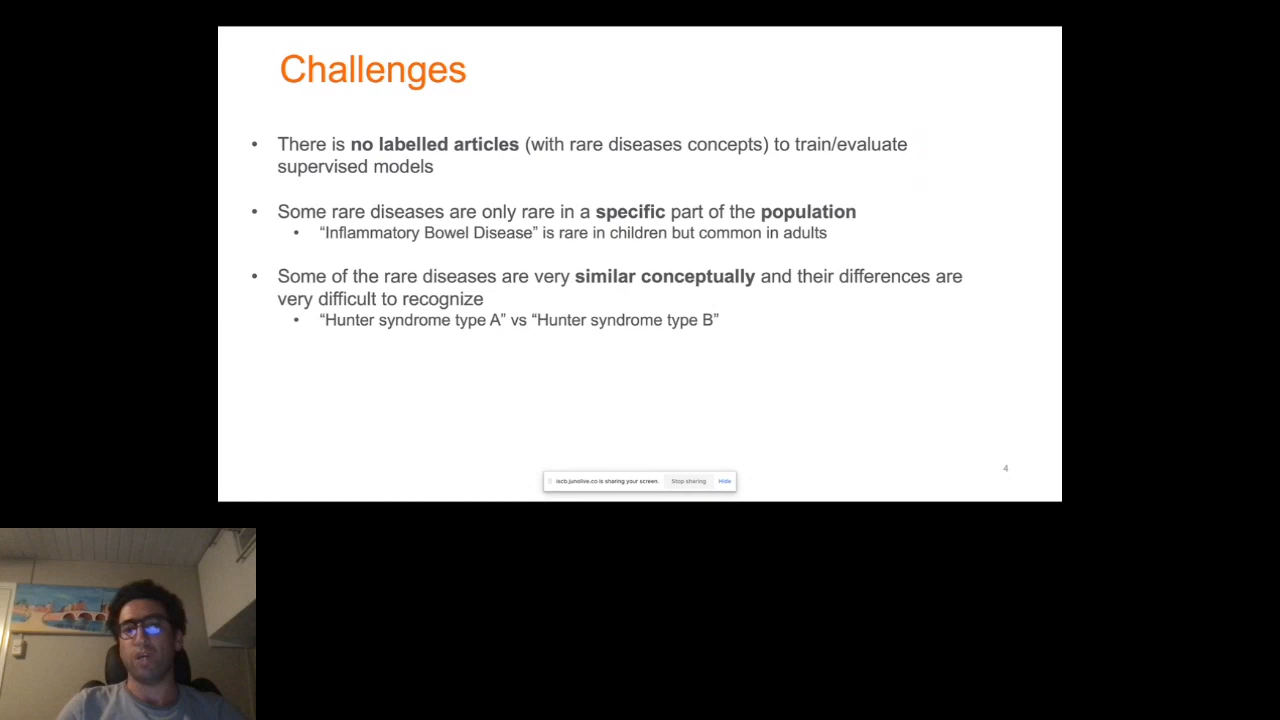 Challenges
• There is no labelled articles (with rare diseases concepts) to train/evaluate
supervised models
• Some rare diseases are only rare in a specific part of the population
• “Inflammatory Bowel Disease” is rare in children but common in adults
• Some of the rare diseases are very similar conceptually and their differences are
very difficult to recognize
• “Hunter syndrome type A” vs “Hunter syndrome type B”
4
iscb.junolive.co is sharing your screen. Stop sharing Hide